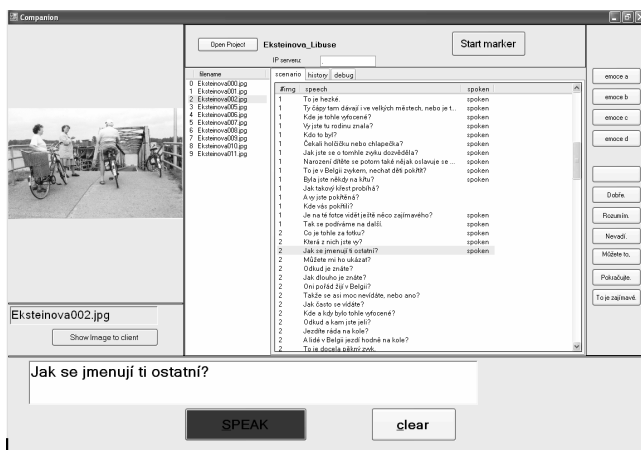 Companion
Open Project
Eksteinova_Libuse
Start marker
IP serveru:
filename
0 Eksteinova000.jpg
1 Eksteinova001.jpg
2 Eksteinova002.jpg
3 Eksteinova005.jpg
4 Eksteinova006.jpg
5 Eksteinova007.jpg
6 Eksteinova008.jpg
7 Eksteinova009.jpg
8 Eksteinova010.jpg
9 Eksteinova011.jpg
scenario history debug
#img speech spoken
1 To je hezké. spoken
1 Ty čápy tam dávají i ve velkých městech, nebo je t... spoken
1 Kde je tohle vyfocené? spoken
1 Vy jste tu rodinu znala? spoken
1 Kdo to byl? spoken
1 Čekali holčičku nebo chlapečka? spoken
1 Jak jste se o tomhle zvyku dozvěděla? spoken
1 Narození dítěte se potom také nějak oslavuje se ... spoken
1 To je v Belgii zvykem, nechat děti pokřtít? spoken
1 Byla jste někdy na křtu? spoken
1 Jak takový křest probíhá?
1 A vy jste pokřtěná?
1 Kde vás pokřtili?
1 Je na té fotce vidět ještě něco zajímavého? spoken
1 Tak se podíváme na další. spoken
2 Co je tohle za fotku? spoken
2 Která z nich jste vy? spoken
2 Jak se jmenují ti ostatní? spoken
2 Můžete mi ho ukázat?
2 Odkud je znáte?
2 Jak dlouho je znáte?
2 Oni pořád žijí v Belgii?
2 Takže se asi moc nevídáte, nebo ano?
2 Jak často se vídáte?
2 Kde a kdy bylo tohle vyfocené?
2 Odkud a kam jste jeli?
2 Jezdíte ráda na kole?
2 A lidé v Belgii jezdí hodně na kole?
2 To je docela pěkný zvyk.
emoce a
emoce b
emoce c
emoce d
Dobře.
Rozumím.
Nevadí.
Můžete to,
Pokračujte.
To je zajímavé.
Eksteinova002.jpg
Show Image to client
Jak se jmenují ti ostatní?
SPEAK
clear